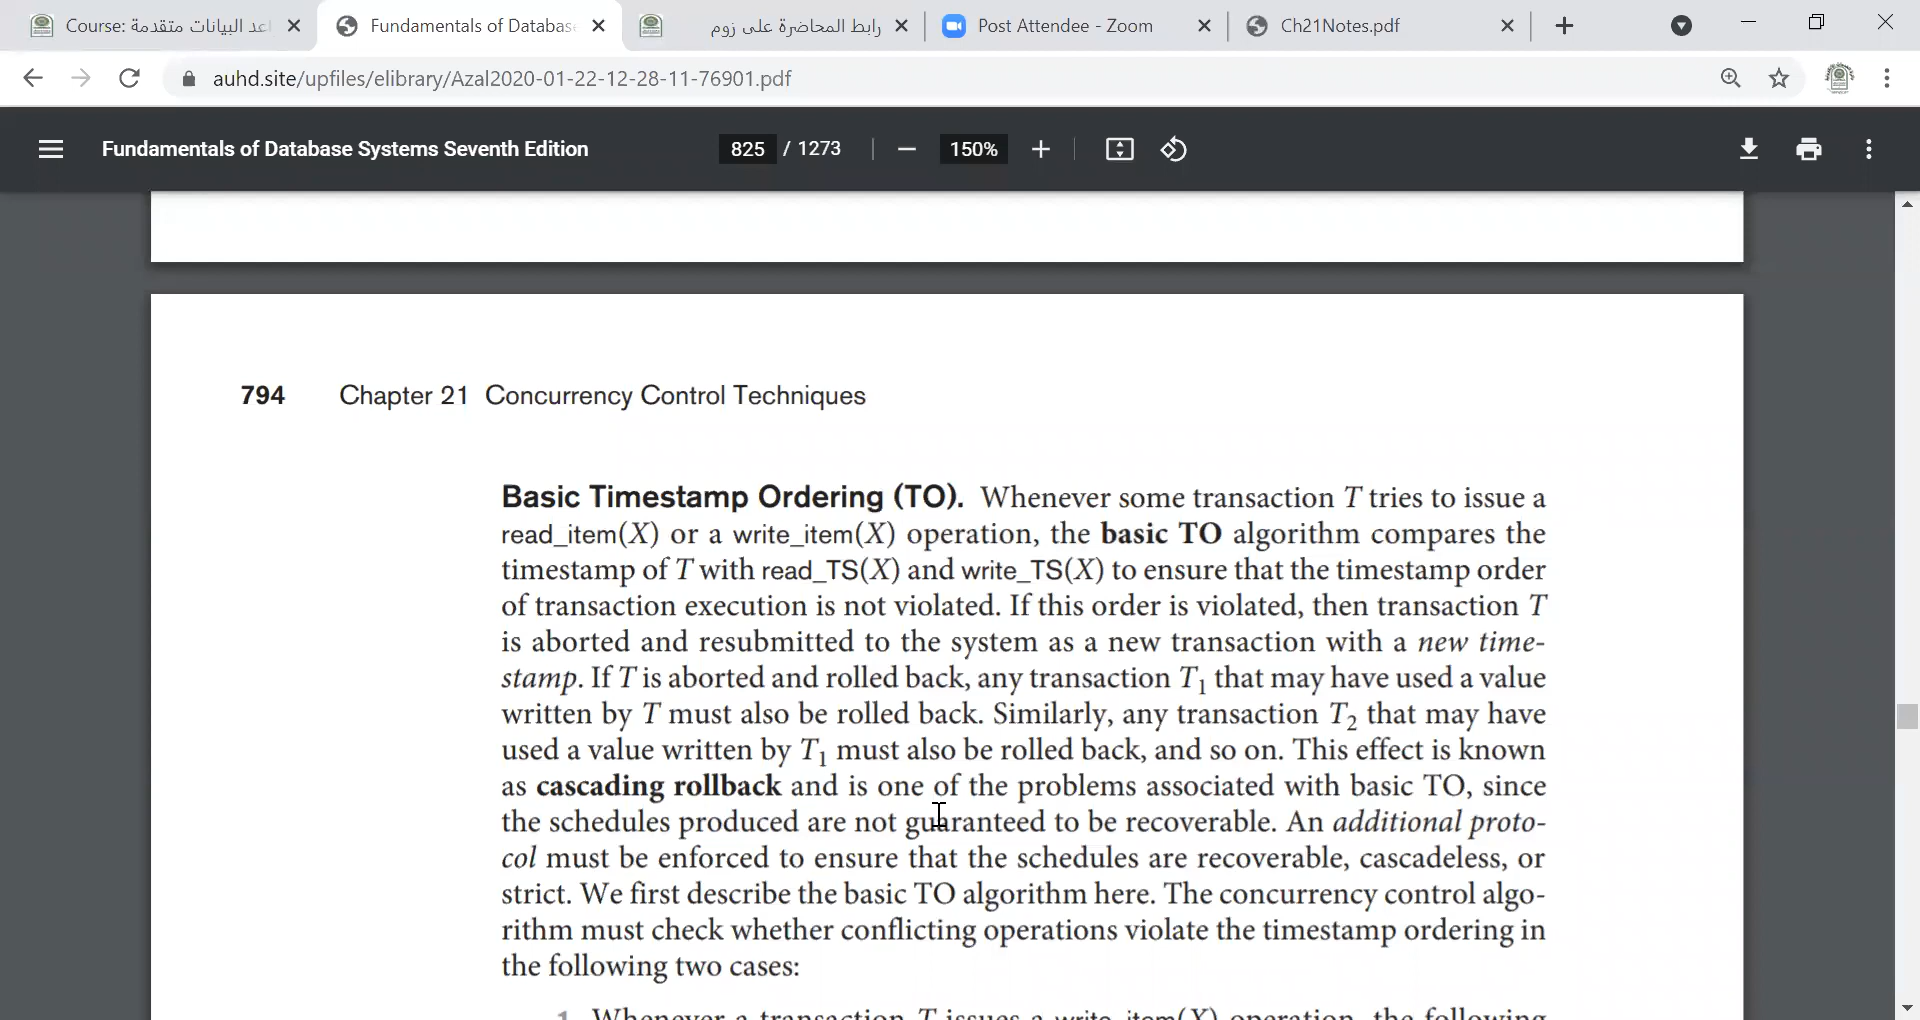 Course: قواعد البيانات متقدمة
Fundamentals of Databas
رابط المحاضرة على زوم
Post Attendee - Zoom
Ch21Notes.pdf
auhd.site/upfiles/elibrary/Azal2020-01-22-12-28-11-76901.pdf
Fundamentals of Database Systems Seventh Edition
825 / 1273
150%
794 Chapter 21 Concurrency Control Techniques
Basic Timestamp Ordering (TO). Whenever some transaction T tries to issue a
read_item(X) or a write_item(X) operation, the basic TO algorithm compares the
timestamp of T with read_TS(X) and write_TS(X) to ensure that the timestamp order
of transaction execution is not violated. If this order is violated, then transaction T
is aborted and resubmitted to the system as a new transaction with a new time-
stamp. If T is aborted and rolled back, any transaction T1 that may have used a value
written by T must also be rolled back. Similarly, any transaction T2 that may have
used a value written by T1 must also be rolled back, and so on. This effect is known
as cascading rollback and is one of the problems associated with basic TO, since
the schedules produced are not guaranteed to be recoverable. An additional proto-
col must be enforced to ensure that the schedules are recoverable, cascadeless, or
strict. We first describe the basic TO algorithm here. The concurrency control algo-
rithm must check whether conflicting operations violate the timestamp ordering in
the following two cases:
1. Whenever a transaction T issues a write_item(X) operation, the following